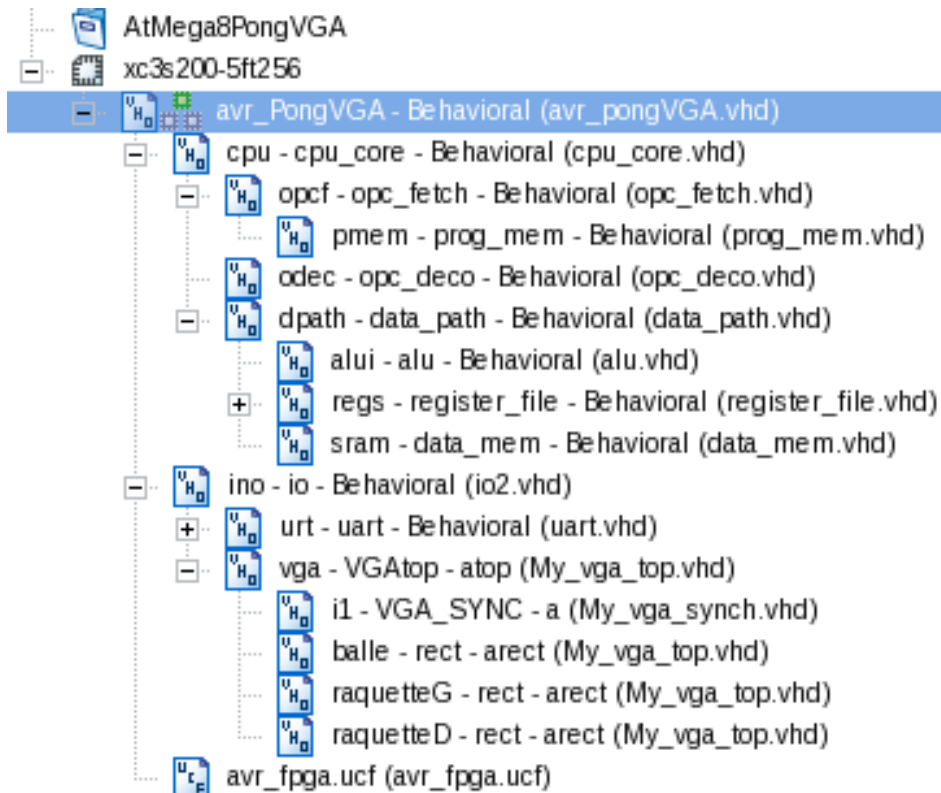 AtMega8PongVGA
xc3s200-5ft256
avr_PongVGA - Behavioral (avr_pongVGA.vhd)
cpu - cpu_core - Behavioral (cpu_core.vhd)
opcf - opc_fetch - Behavioral (opc_fetch.vhd)
pmem - prog_mem - Behavioral (prog_mem.vhd)
odec - opc_deco - Behavioral (opc_deco.vhd)
dpath - data_path - Behavioral (data_path.vhd)
alui - alu - Behavioral (alu.vhd)
regs - register_file - Behavioral (register_file.vhd)
sram - data_mem - Behavioral (data_mem.vhd)
ino - io - Behavioral (io2.vhd)
urt - uart - Behavioral (uart.vhd)
vga - VGAtop - atop (My_vga_top.vhd)
i1 - VGA_SYNC - a (My_vga_synch.vhd)
balle - rect - arect (My_vga_top.vhd)
raquetteG - rect - arect (My_vga_top.vhd)
raquetteD - rect - arect (My_vga_top.vhd)
avr_fpga.ucf (avr_fpga.ucf)